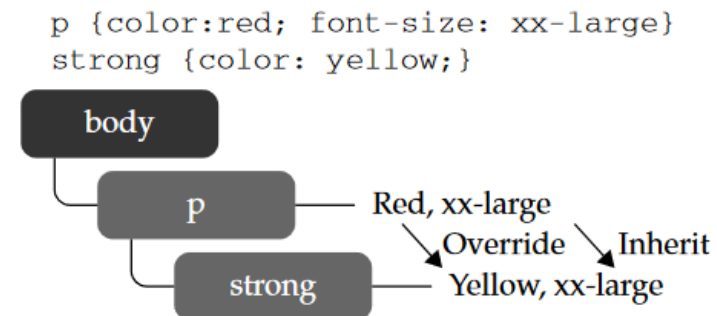 p {color:red; font-size: xx-large}
strong {color: yellow;}
body
p
Red, xx-large
Override
Inherit
strong
Yellow, xx-large